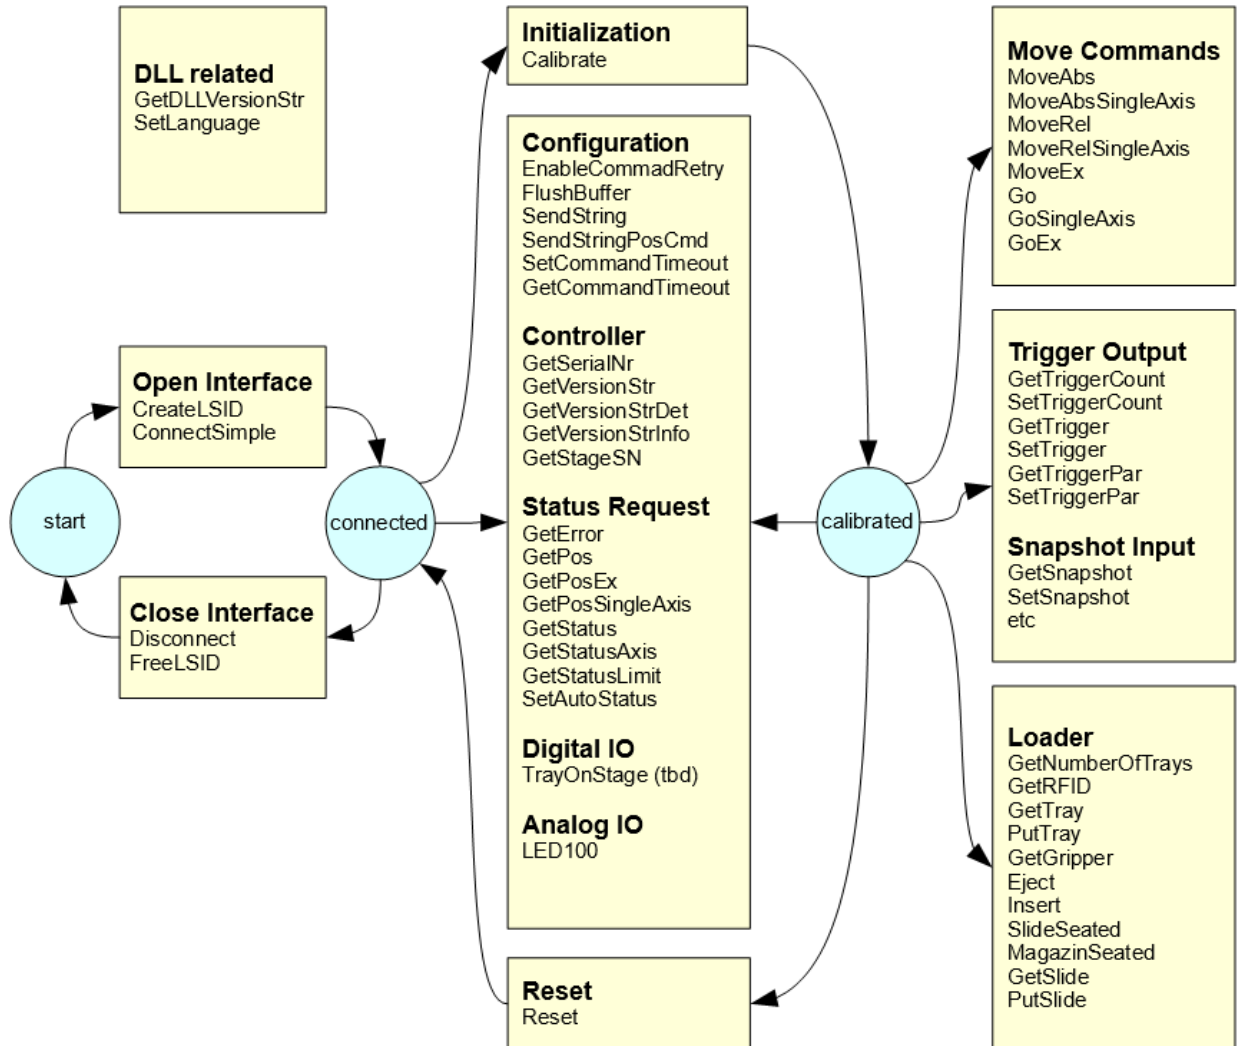 DLL related
GetDLLVersionStr
SetLanguage
Open Interface
CreateLSID
ConnectSimple
start
connected
Close Interface
Disconnect
FreeLSID
Initialization
Calibrate
Configuration
EnableCommadRetry
FlushBuffer
SendString
SendStringPosCmd
SetCommandTimeout
GetCommandTimeout
Controller
GetSerialNr
GetVersionStr
GetVersionStrDet
GetVersionStrInfo
GetStageSN
Status Request
GetError
GetPos
GetPosEx
GetPosSingleAxis
GetStatus
GetStatusAxis
GetStatusLimit
SetAutoStatus
Digital IO
TrayOnStage (tbd)
Analog IO
LED100
Reset
Reset
calibrated
Move Commands
MoveAbs
MoveAbsSingleAxis
MoveRel
MoveRelSingleAxis
MoveEx
Go
GoSingleAxis
GoEx
Trigger Output
GetTriggerCount
SetTriggerCount
GetTrigger
SetTrigger
GetTriggerPar
SetTriggerPar
Snapshot Input
GetSnapshot
SetSnapshot
etc
Loader
GetNumberOfTrays
GetRFID
GetTray
PutTray
GetGripper
Eject
Insert
SlideSeated
MagazinSeated
GetSlide
PutSlide